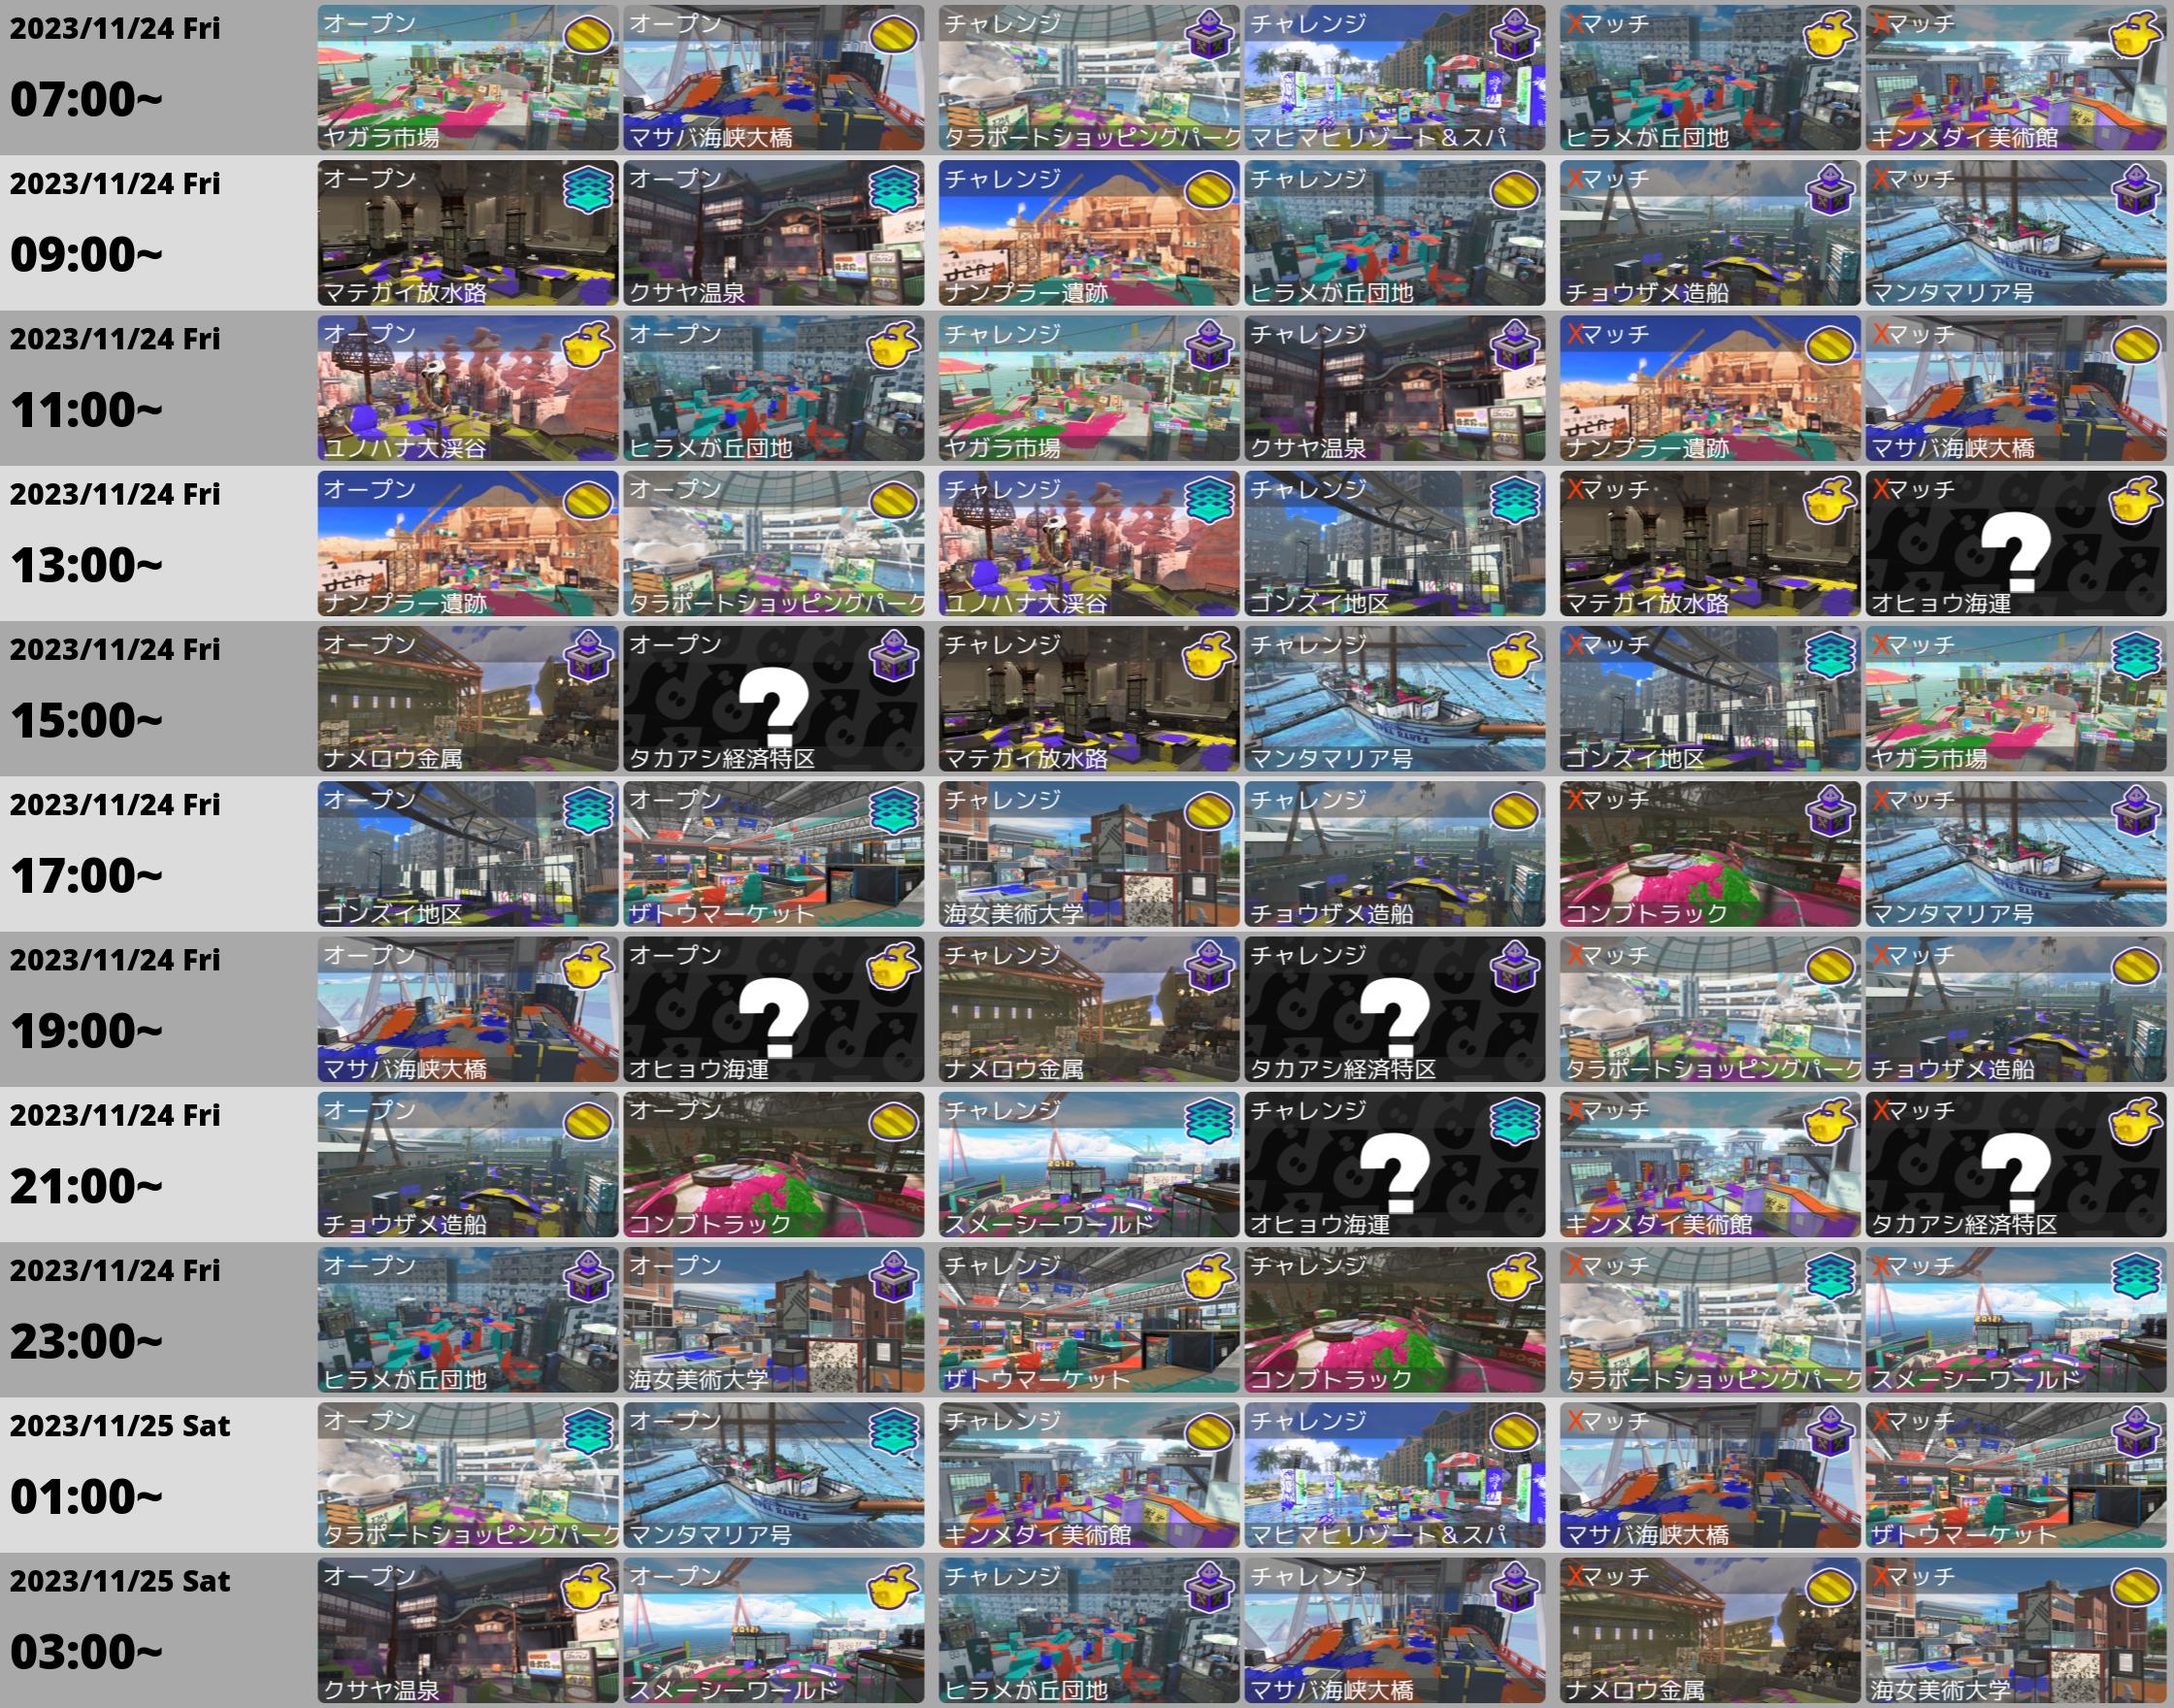 2023/11/24 Fri
07:00~
オープン オープン チャレンジ チャレンジ Xマッチ Xマッチ
ヤガラ市場 マサバ海峡大橋 タラポートショッピングパーク マヒマヒリゾート＆スパ ヒラメが丘団地 キンメダイ美術館
2023/11/24 Fri
09:00~
オープン オープン チャレンジ チャレンジ Xマッチ Xマッチ
マテガイ放水路 クサヤ温泉 ナンプラー遺跡 ヒラメが丘団地 チョウザメ造船 マンタマリア号
2023/11/24 Fri
11:00~
オープン オープン チャレンジ チャレンジ Xマッチ Xマッチ
ユノハナ大渓谷 ヒラメが丘団地 ヤガラ市場 クサヤ温泉 ナンプラー遺跡 マサバ海峡大橋
2023/11/24 Fri
13:00~
オープン オープン チャレンジ チャレンジ Xマッチ Xマッチ
?
ナンプラー遺跡 タラポートショッピングパーク ユノハナ大渓谷 ゴンズイ地区 マテガイ放水路 オヒョウ海運
2023/11/24 Fri
15:00~
オープン オープン チャレンジ チャレンジ Xマッチ Xマッチ
?
ナメロウ金属 タカアシ経済特区 マテガイ放水路 マンタマリア号 ゴンズイ地区 ヤガラ市場
2023/11/24 Fri
17:00~
オープン オープン チャレンジ チャレンジ Xマッチ Xマッチ
ゴンズイ地区 ザトウマーケット 海女美術大学 チョウザメ造船 コンブトラック マンタマリア号
2023/11/24 Fri
19:00~
オープン オープン チャレンジ チャレンジ Xマッチ Xマッチ
? ?
マサバ海峡大橋 オヒョウ海運 ナメロウ金属 タカアシ経済特区 タラポートショッピングパーク チョウザメ造船
2023/11/24 Fri
21:00~
オープン オープン チャレンジ チャレンジ Xマッチ Xマッチ
? ?
チョウザメ造船 コンブトラック スメーシーワールド オヒョウ海運 キンメダイ美術館 タカアシ経済特区
2023/11/24 Fri
23:00~
オープン オープン チャレンジ チャレンジ Xマッチ Xマッチ
ヒラメが丘団地 海女美術大学 ザトウマーケット コンブトラック タラポートショッピングパーク スメーシーワールド
2023/11/25 Sat
01:00~
オープン オープン チャレンジ チャレンジ Xマッチ Xマッチ
タラポートショッピングパーク マンタマリア号 キンメダイ美術館 マヒマヒリゾート＆スパ マサバ海峡大橋 ザトウマーケット
2023/11/25 Sat
03:00~
オープン オープン チャレンジ チャレンジ Xマッチ Xマッチ
クサヤ温泉 スメーシーワールド ヒラメが丘団地 マサバ海峡大橋 ナメロウ金属 海女美術大学